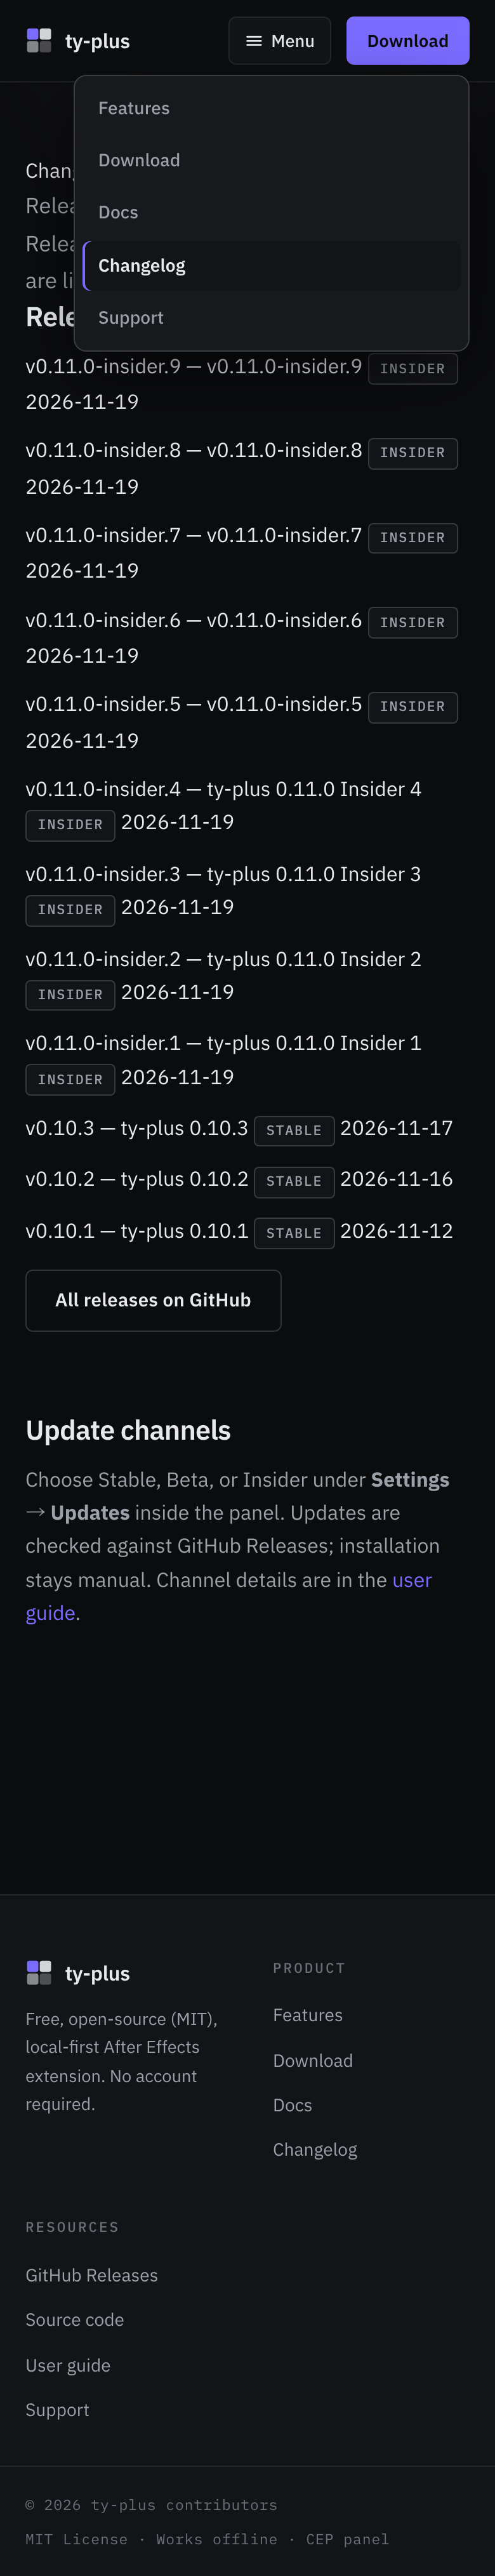 ty-plus
Menu
Download
Features
Download
Docs
Changelog
Support
v0.11.0-insider.9 — v0.11.0-insider.9 INSIDER
2026-11-19
v0.11.0-insider.8 — v0.11.0-insider.8 INSIDER
2026-11-19
v0.11.0-insider.7 — v0.11.0-insider.7 INSIDER
2026-11-19
v0.11.0-insider.6 — v0.11.0-insider.6 INSIDER
2026-11-19
v0.11.0-insider.5 — v0.11.0-insider.5 INSIDER
2026-11-19
v0.11.0-insider.4 — ty-plus 0.11.0 Insider 4
INSIDER 2026-11-19
v0.11.0-insider.3 — ty-plus 0.11.0 Insider 3
INSIDER 2026-11-19
v0.11.0-insider.2 — ty-plus 0.11.0 Insider 2
INSIDER 2026-11-19
v0.11.0-insider.1 — ty-plus 0.11.0 Insider 1
INSIDER 2026-11-19
v0.10.3 — ty-plus 0.10.3 STABLE 2026-11-17
v0.10.2 — ty-plus 0.10.2 STABLE 2026-11-16
v0.10.1 — ty-plus 0.10.1 STABLE 2026-11-12
All releases on GitHub
Update channels
Choose Stable, Beta, or Insider under Settings
→ Updates inside the panel. Updates are
checked against GitHub Releases; installation
stays manual. Channel details are in the user
guide.
ty-plus
Free, open-source (MIT),
local-first After Effects
extension. No account
required.
PRODUCT
Features
Download
Docs
Changelog
RESOURCES
GitHub Releases
Source code
User guide
Support
© 2026 ty-plus contributors
MIT License · Works offline · CEP panel